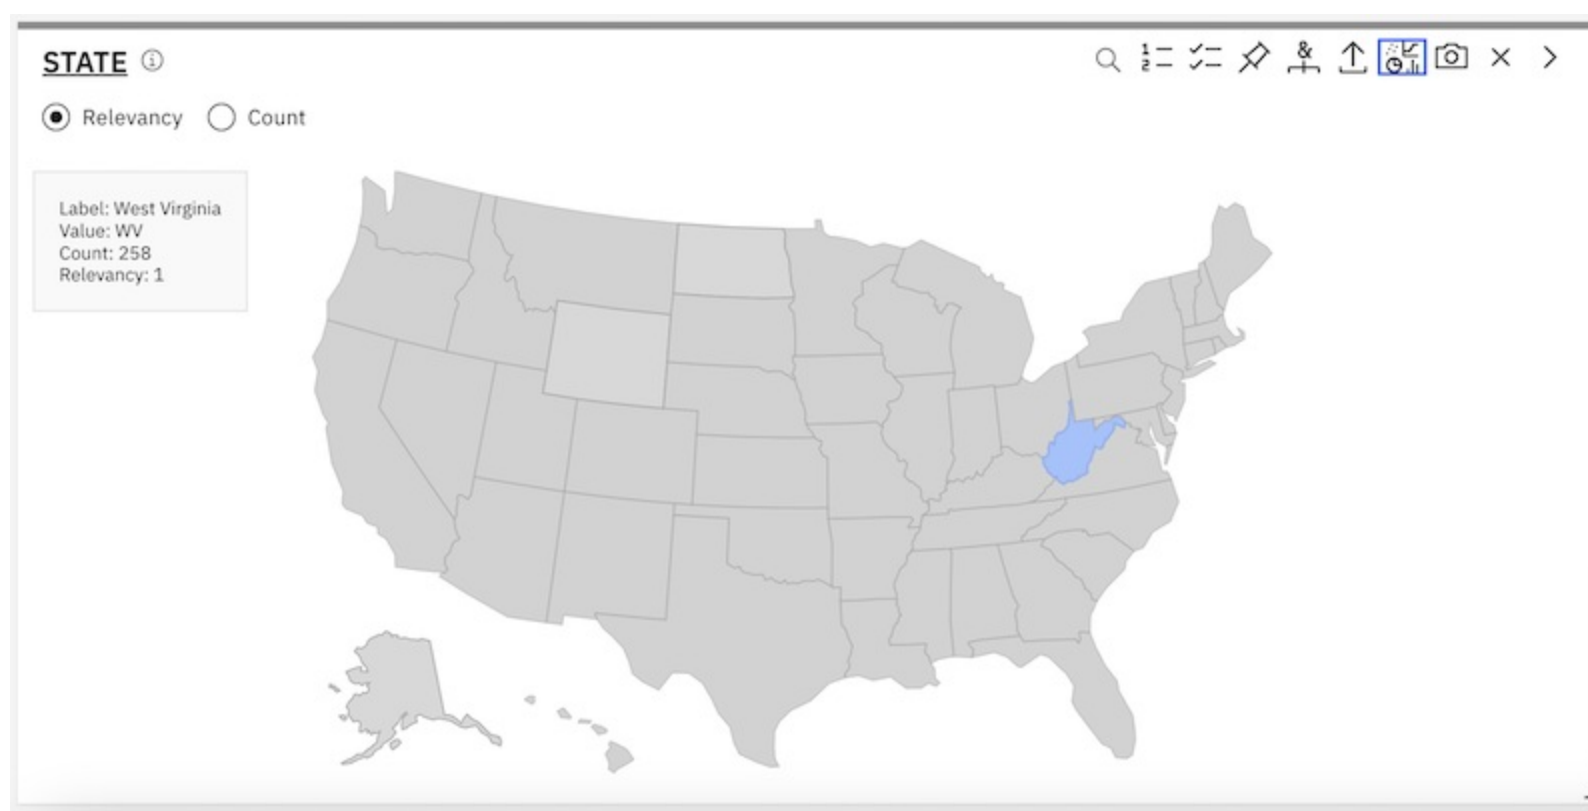 STATE
Relevancy Count
Label: West Virginia
Value: WV
Count: 258
Relevancy: 1